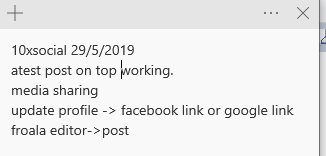 10xsocial 29/5/2019
atest post on top working.
media sharing
update profile -> facebook link or google link
froala editor->post